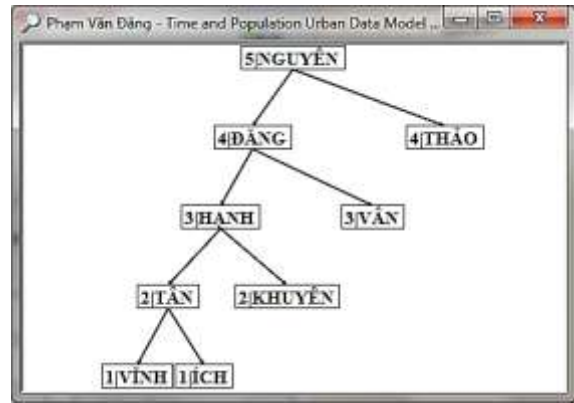 Phạm Văn Đăng - Time and Population Urban Data Model ...
5|NGUYÊN
4|ĐĂNG 4|THẢO
3|HẠNH 3|VÂN
2|TÂN 2|KHUYÊN
1|VĨNH 1|ÍCH